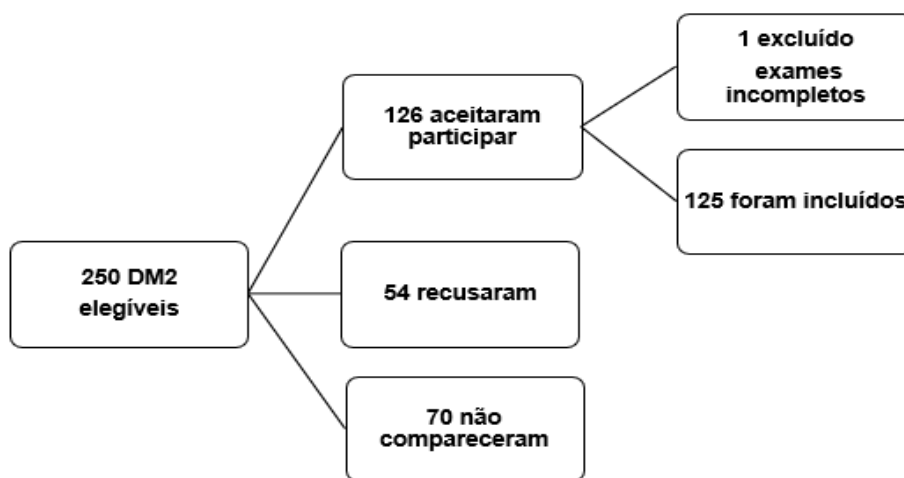 250 DM2
elegíveis
126 aceitaram
participar
54 recusaram
70 não
compareceram
1 excluído
exames
incompletos
125 foram incluídos